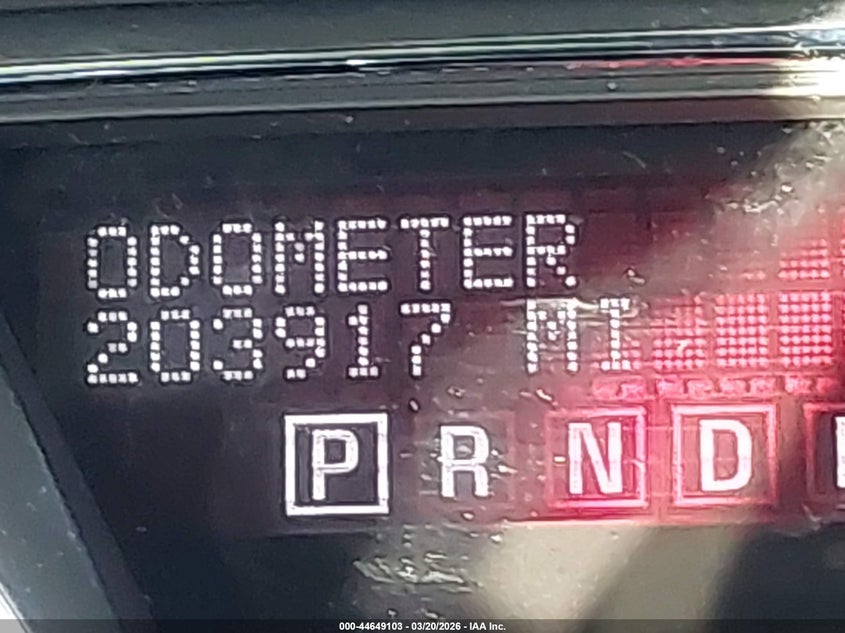 ODOMETER
203917 MI
P R N D
000-44649103 - 03/20/2026 - IAA Inc.